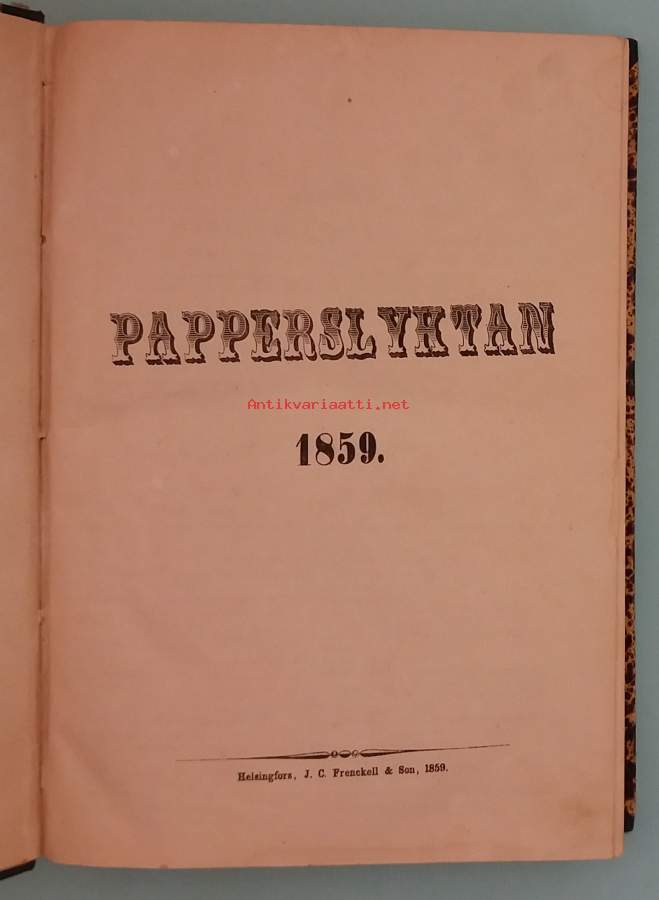 PAPPERSLYKTAN
Antikvariaatti.net
1859.
Helsingfors, J. C. Frenckell & Son, 1859.